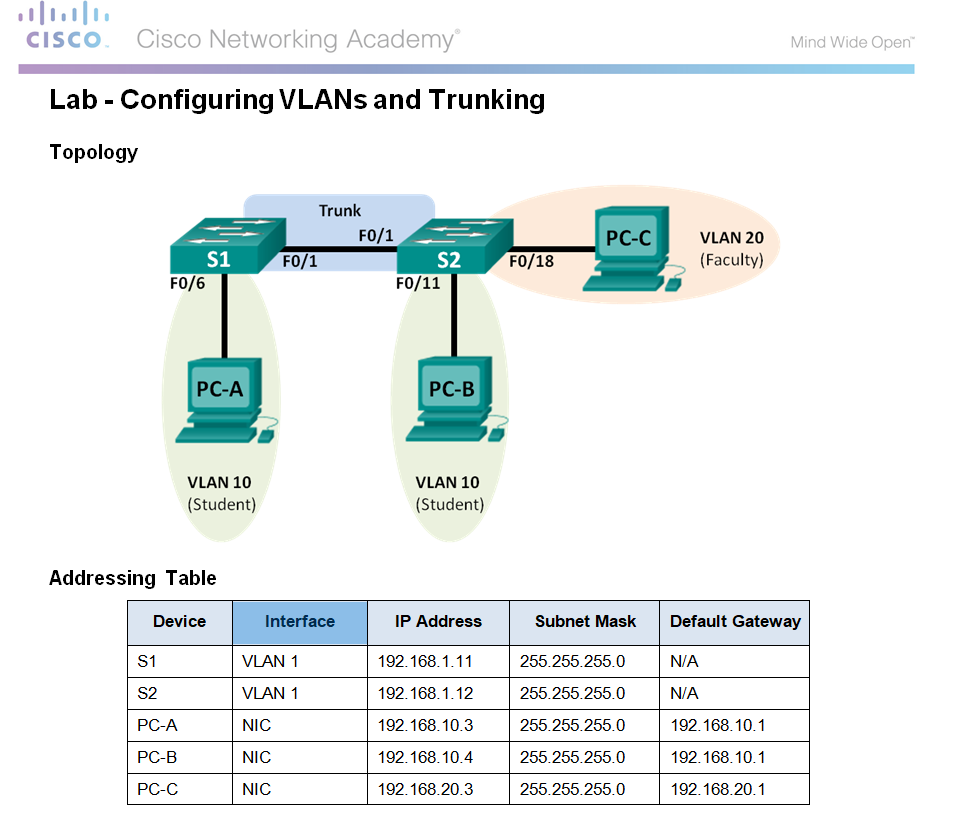 CISCO™ Cisco Networking Academy® Mind Wide Open™
Lab - Configuring VLANs and Trunking
Topology
Trunk
F0/1
S1
F0/1
S2
F0/18
PC-C
VLAN 20
(Faculty)
F0/6
F0/11
PC-A
PC-B
VLAN 10
(Student)
VLAN 10
(Student)
Addressing Table
Device Interface IP Address Subnet Mask Default Gateway
S1 VLAN 1 192.168.1.11 255.255.255.0 N/A
S2 VLAN 1 192.168.1.12 255.255.255.0 N/A
PC-A NIC 192.168.10.3 255.255.255.0 192.168.10.1
PC-B NIC 192.168.10.4 255.255.255.0 192.168.10.1
PC-C NIC 192.168.20.3 255.255.255.0 192.168.20.1